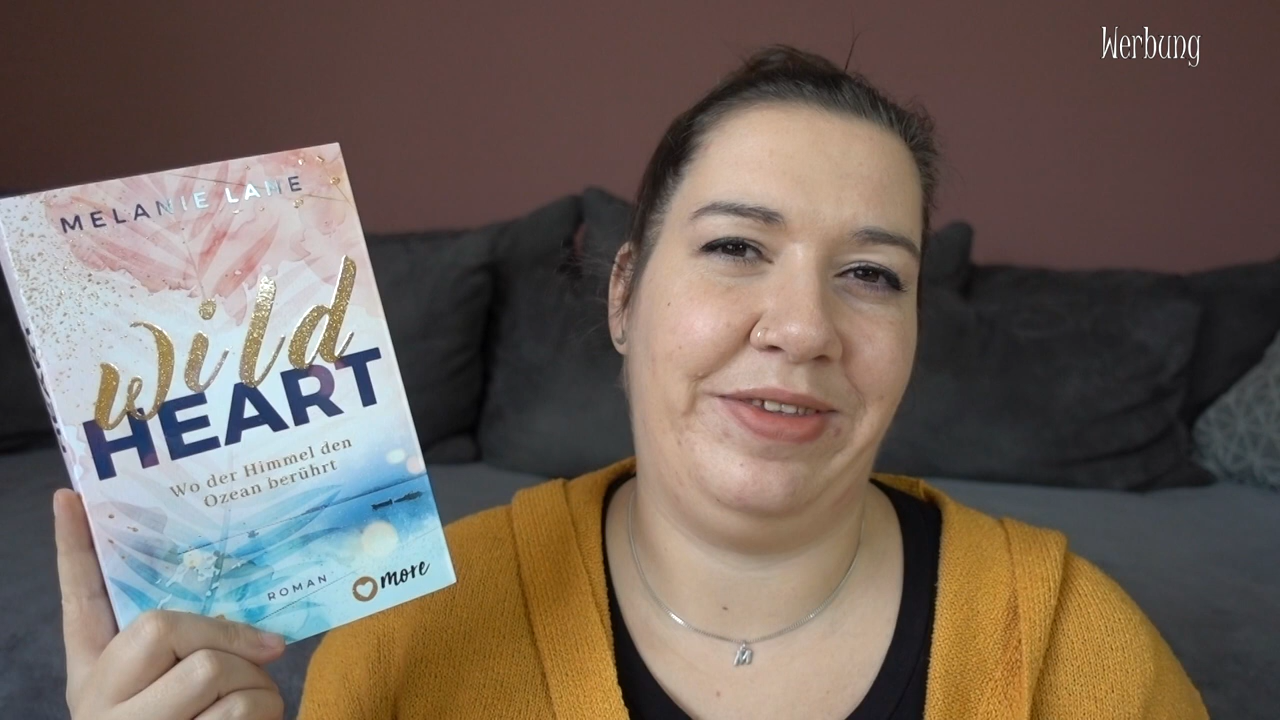 Werbung
MELANIE LANE
wild
HEART
Wo der Himmel den
Ozean berührt
ROMAN
more
M